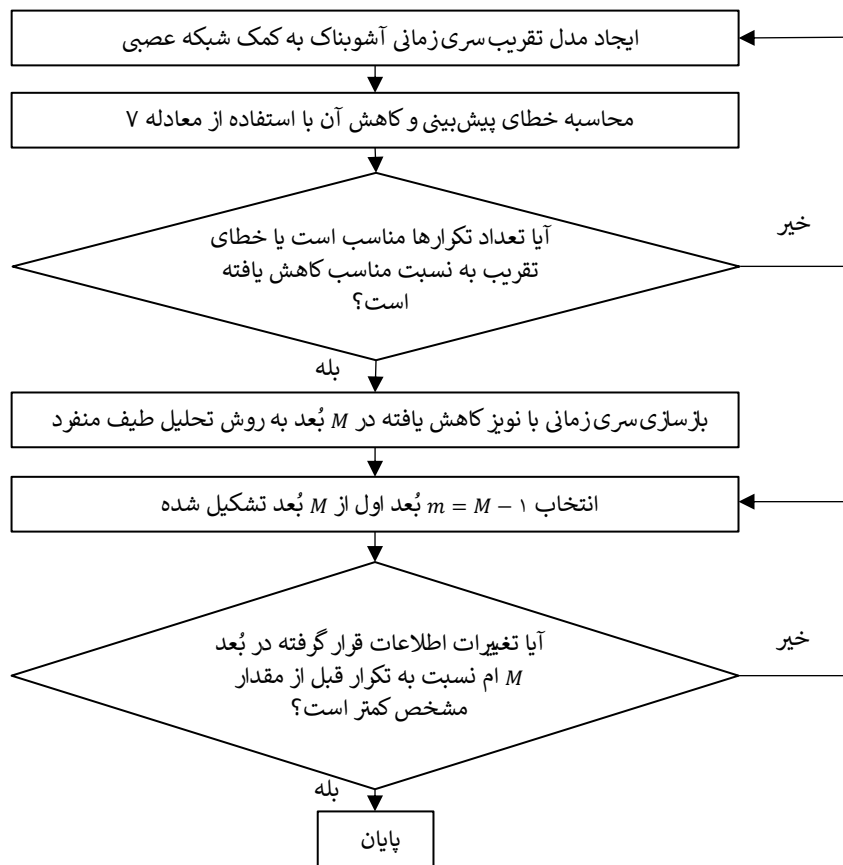 ایجاد مدل تقریب سری زمانی آشوبناک به کمک شبکه عصبی
محاسبه خطای پیش‌بینی و کاهش آن با استفاده از معادله ۷
آیا تعداد تکرارها مناسب است یا خطای
تقریب به نسبت مناسب کاهش یافته
است؟
خیر
بله
بازسازی سری زمانی با نویز کاهش یافته در M بُعد به روش تحلیل طیف منفرد
انتخاب m = M − ۱ بُعد اول از M بُعد تشکیل شده
آیا تغییرات اطلاعات قرار گرفته در بُعد
M ام نسبت به تکرار قبل از مقدار
مشخص کمتر است؟
خیر
بله
پایان